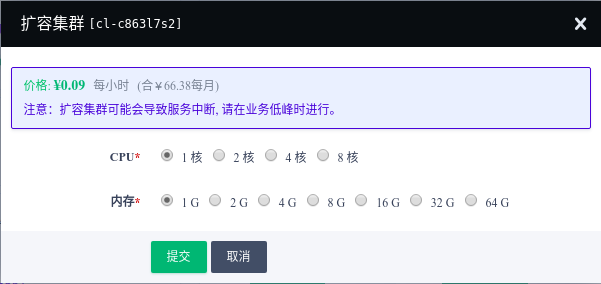 扩容集群 [cl-c863l7s2]
价格: ¥0.09 每小时 (合￥66.38每月)
注意：扩容集群可能会导致服务中断, 请在业务低峰时进行。
CPU* 1 核 2 核 4 核 8 核
内存* 1 G 2 G 4 G 8 G 16 G 32 G 64 G
提交 取消